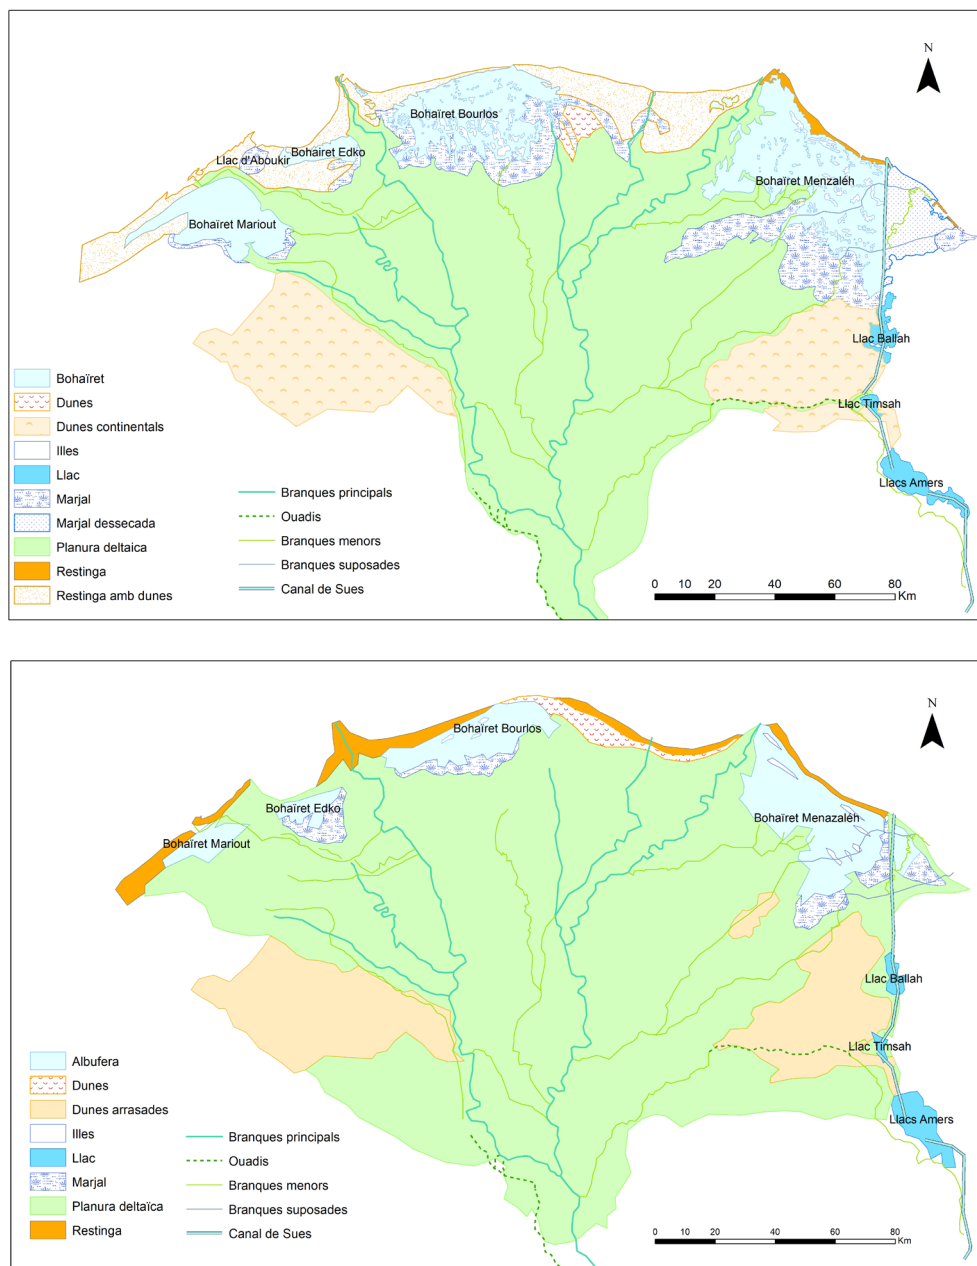 N
Bohaïret Bourlos
Bohaïret Edko
Llac d'Aboukir
Bohaïret Menzaléh
Bohaïret Mariout
Llac Ballah
Llac Timsah
Llacs Amers
Bohaïret
Dunes
Dunes continentals
Illes
Llac
Marjal
Marjal dessecada
Planura deltaica
Restinga
Restinga amb dunes
Branques principals
Ouadis
Branques menors
Branques suposades
Canal de Sues
0 10 20 40 60 80
Km
N
Bohaïret Bourlos
Bohaïret Edko
Bohaïret Menazaléh
Bohaïret Mariout
Llac Ballah
Llac Timsah
Llacs Amers
Albufera
Dunes
Dunes arrasades
Illes
Llac
Marjal
Planura deltaïca
Restinga
Branques principals
Ouadis
Branques menors
Branques suposades
Canal de Sues
0 10 20 40 60 80
Km